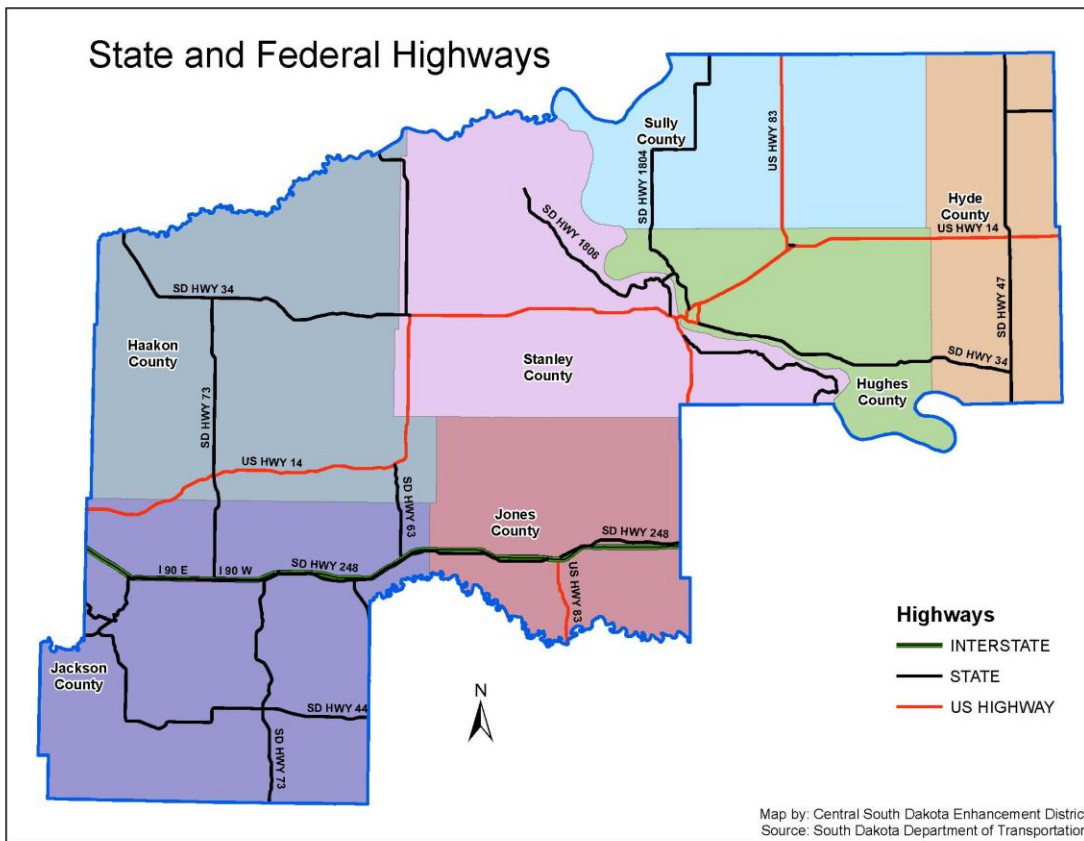 State and Federal Highways
Sully
County
US HWY 83
SD HWY 1804
Hyde
County
US HWY 14
SD HWY 1806
SD HWY 34
SD HWY 47
Haakon
County
Stanley
County
SD HWY 34
Hughes
County
SD HWY 73
US HWY 14
SD HWY 63
Jones
County
SD HWY 248
I 90 E
I 90 W
SD HWY 248
US HWY 83
Highways
INTERSTATE
STATE
US HIGHWAY
Jackson
County
N
SD HWY 44
SD HWY 73
Map by: Central South Dakota Enhancement Distric
Source: South Dakota Department of Transportation